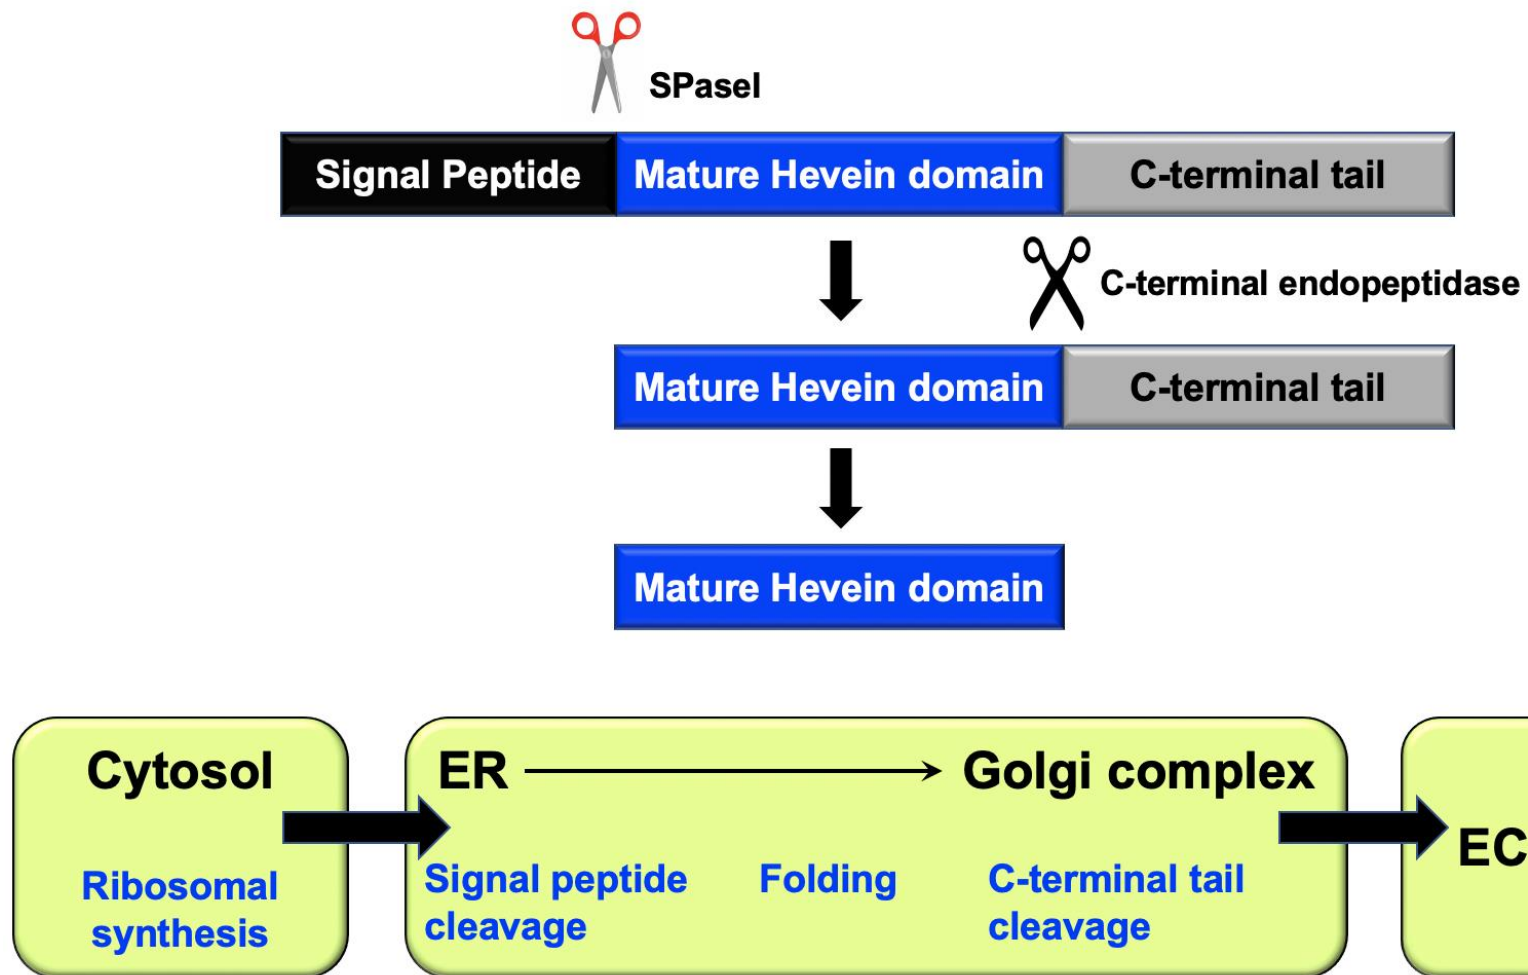 SPaseI
Signal Peptide
Mature Hevein domain
C-terminal tail
C-terminal endopeptidase
Mature Hevein domain
C-terminal tail
Mature Hevein domain
Cytosol
ER
Golgi complex
EC
Ribosomal
synthesis
Signal peptide
cleavage
Folding
C-terminal tail
cleavage